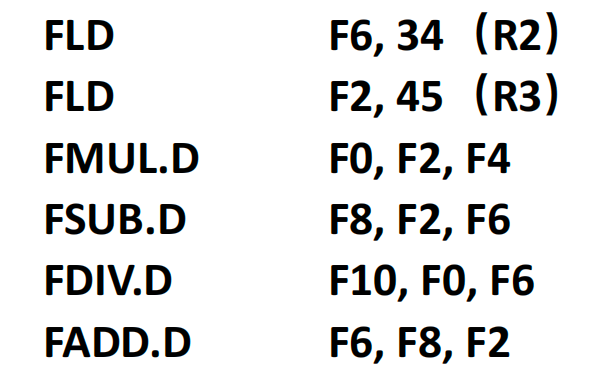 FLD F6, 34 (R2)
FLD F2, 45 (R3)
FMUL.D F0, F2, F4
FSUB.D F8, F2, F6
FDIV.D F10, F0, F6
FADD.D F6, F8, F2